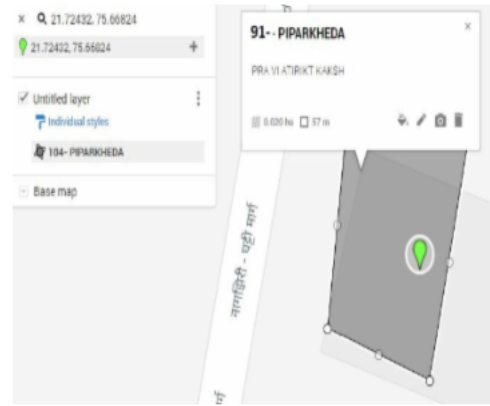 21.72432, 75.66824
21.72432, 75.66824
Untitled layer
Individual styles
104- PIPARKHEDA
Base map
91-- PIPARKHEDA
PRA VI ATIRIKT KAKSH
0.020 ha 57 m
नागझिरी - घट्टी मार्ग
र्ग